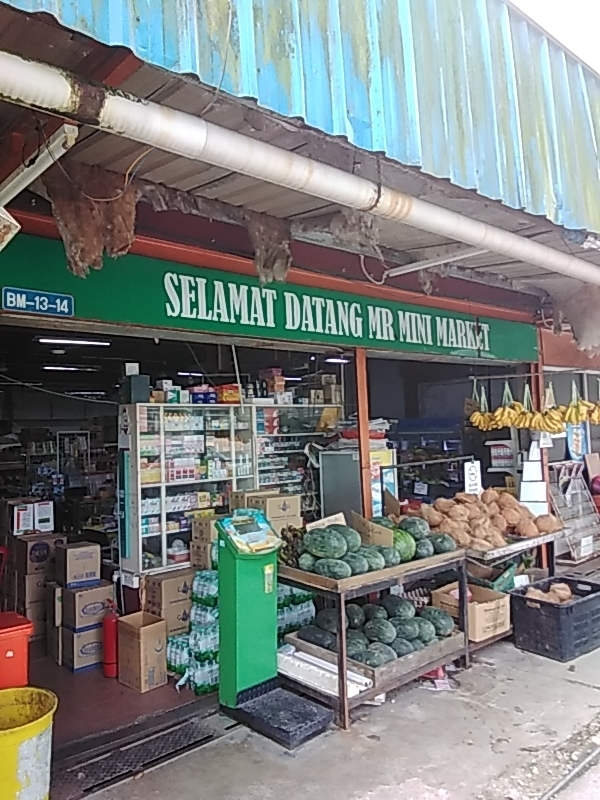 BM-13-14
SELAMAT DATANG MR MINI MARKET